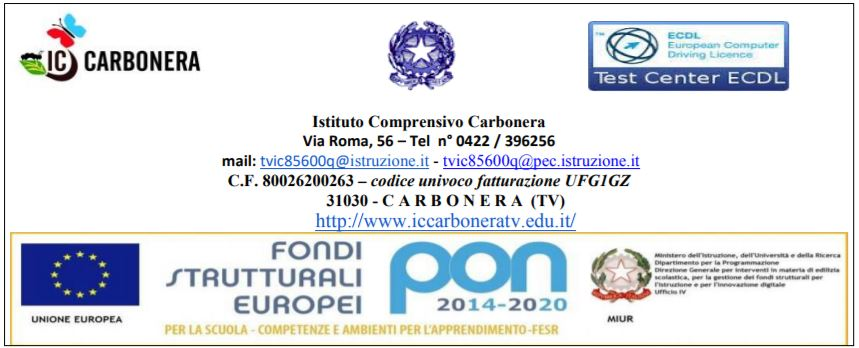 IC CARBONERA
™ ECDL
European Computer
Driving Licence
Test Center ECDL
Istituto Comprensivo Carbonera
Via Roma, 56 – Tel n° 0422 / 396256
mail: tvic85600q@istruzione.it - tvic85600q@pec.istruzione.it
C.F. 80026200263 – codice univoco fatturazione UFG1GZ
31030 - C A R B O N E R A (TV)
http://www.iccarboneratv.edu.it/
UNIONE EUROPEA
FONDI
STRUTTURALI
EUROPEI
pon
2014-2020
PER LA SCUOLA - COMPETENZE E AMBIENTI PER L'APPRENDIMENTO-FESR
MIUR
Ministero dell'Istruzione, dell'Università e della Ricerca
Dipartimento per la Programmazione
Direzione Generale per interventi in materia di edilizia
scolastica, per la gestione dei fondi strutturali per
l'istruzione e per l'innovazione digitale
Ufficio IV